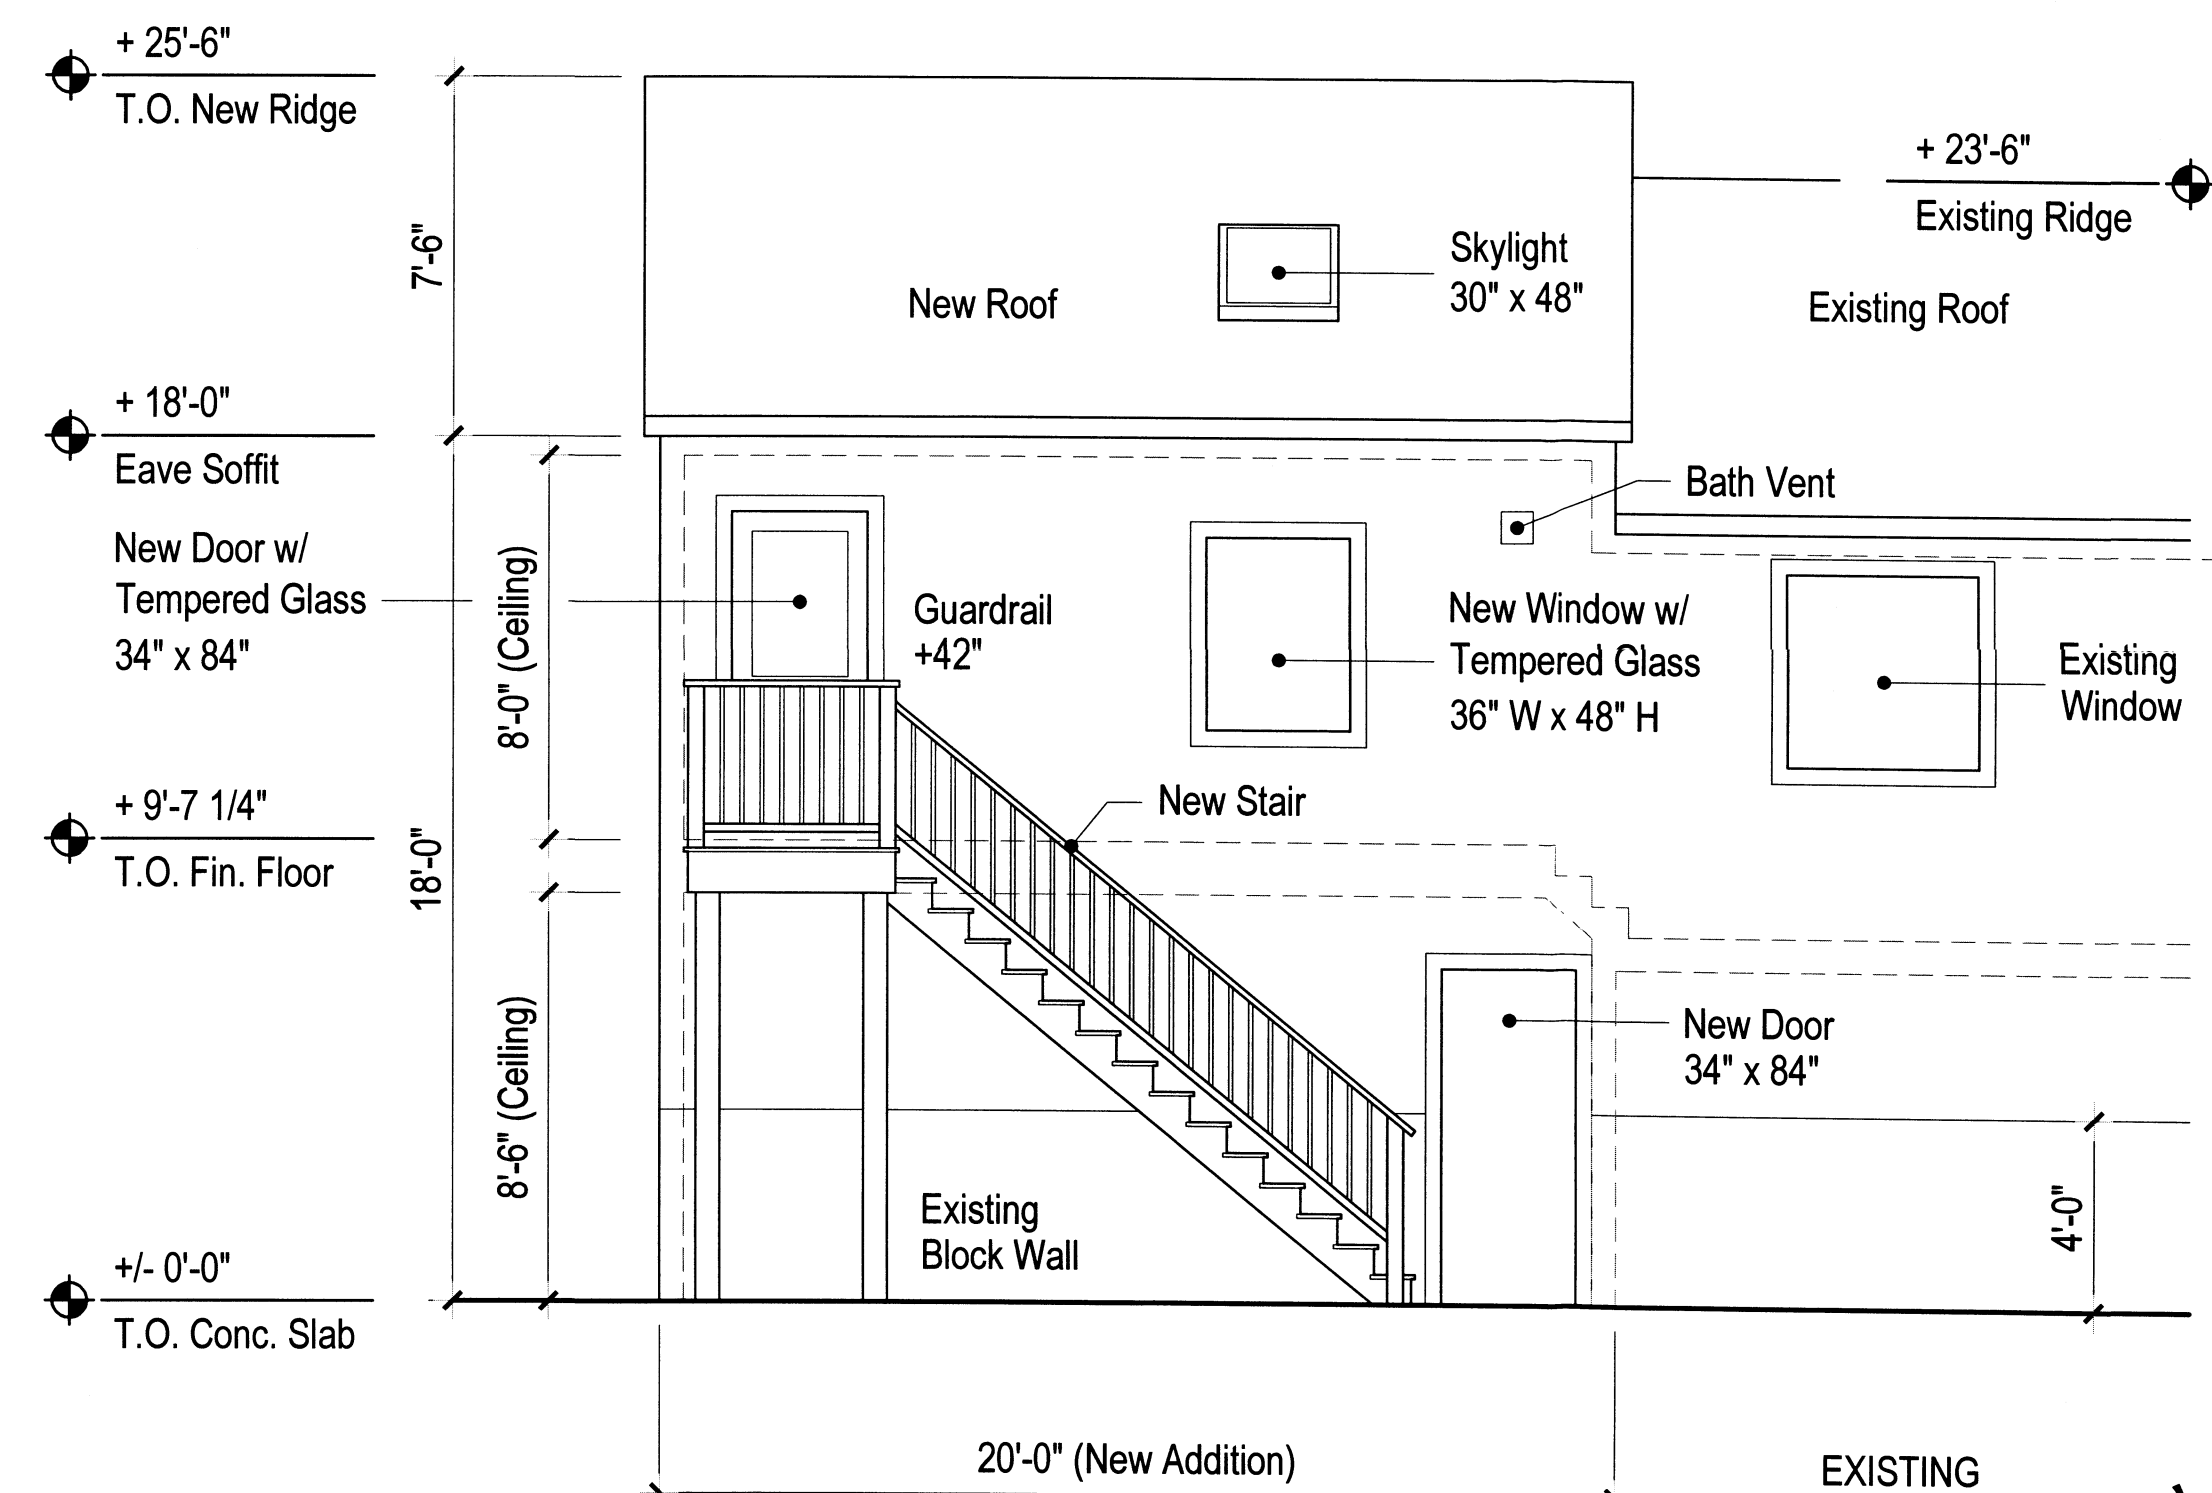 + 25'-6"
T.O. New Ridge
+ 23'-6"
Existing Ridge
7'-6"
New Roof
Skylight
30" x 48"
Existing Roof
+ 18'-0"
Eave Soffit
Bath Vent
New Door w/
Tempered Glass
34" x 84"
8'-0" (Ceiling)
Guardrail
+42"
New Window w/
Tempered Glass
36" W x 48" H
Existing
Window
+ 9'-7 1/4"
T.O. Fin. Floor
18'-0"
New Stair
8'-6" (Ceiling)
New Door
34" x 84"
Existing
Block Wall
4'-0"
+/- 0'-0"
T.O. Conc. Slab
20'-0" (New Addition)
EXISTING